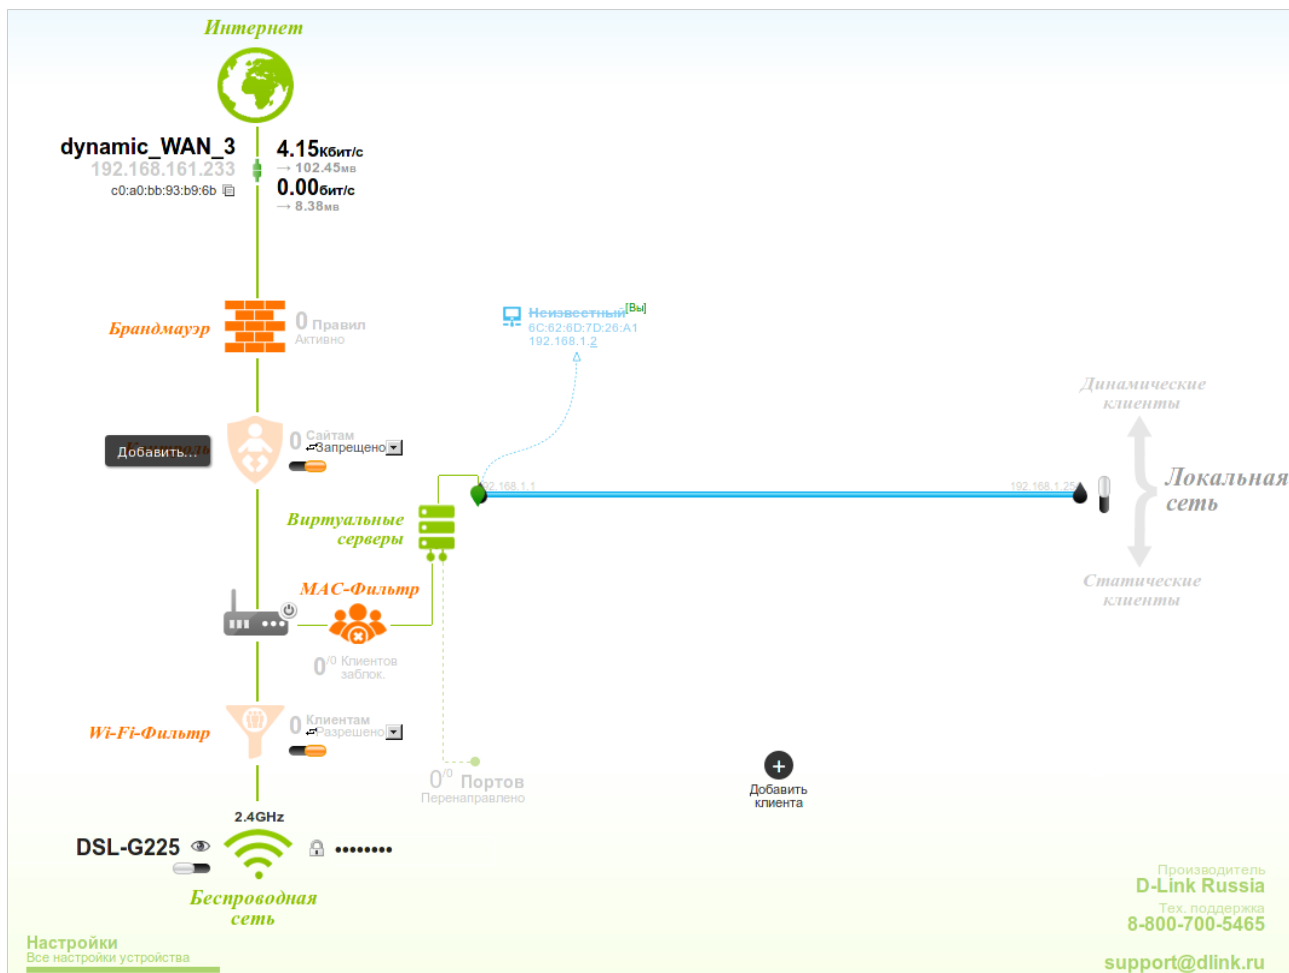 Интернет
dynamic_WAN_3
192.168.161.233
c0:a0:bb:93:b9:6b
4.15Кбит/с
→ 102.45мв
0.00бит/с
→ 8.38мв
Брандмауэр
0 Правил
Активно
Неизвестный[Вы]
6C:62:6D:7D:26:A1
192.168.1.2
Динамические
клиенты
Добавить...
0 Сайтам
Запрещено
92.168.1.1
192.168.1.25
Локальная
сеть
Виртуальные
серверы
Статические
клиенты
МАС-Фильтр
0/0 Клиентов
заблок.
Wi-Fi-Фильтр
0 Клиентам
Разрешено
0/0 Портов
Перенаправлено
Добавить
клиента
2.4GHz
DSL-G225
••••••••
Беспроводная
сеть
Производитель
D-Link Russia
Тех. поддержка
8-800-700-5465
support@dlink.ru
Настройки
Все настройки устройства